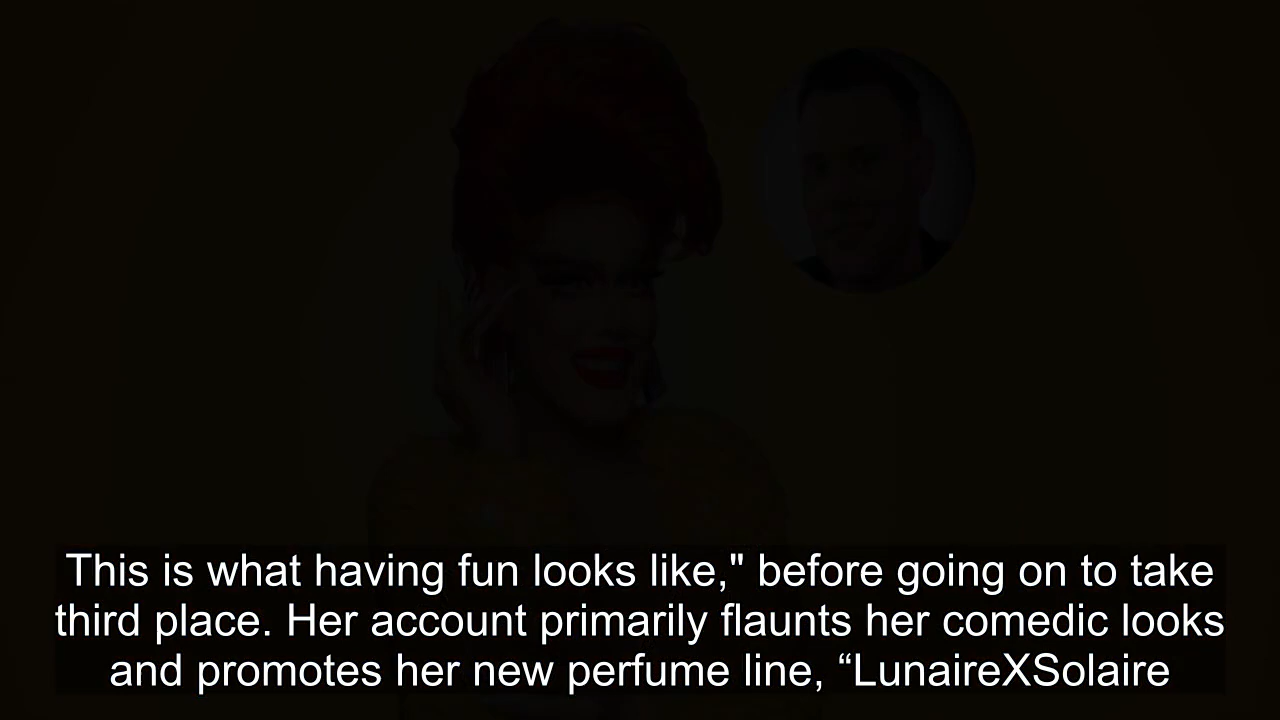 This is what having fun looks like," before going on to take
third place. Her account primarily flaunts her comedic looks
and promotes her new perfume line, “LunaireXSolaire